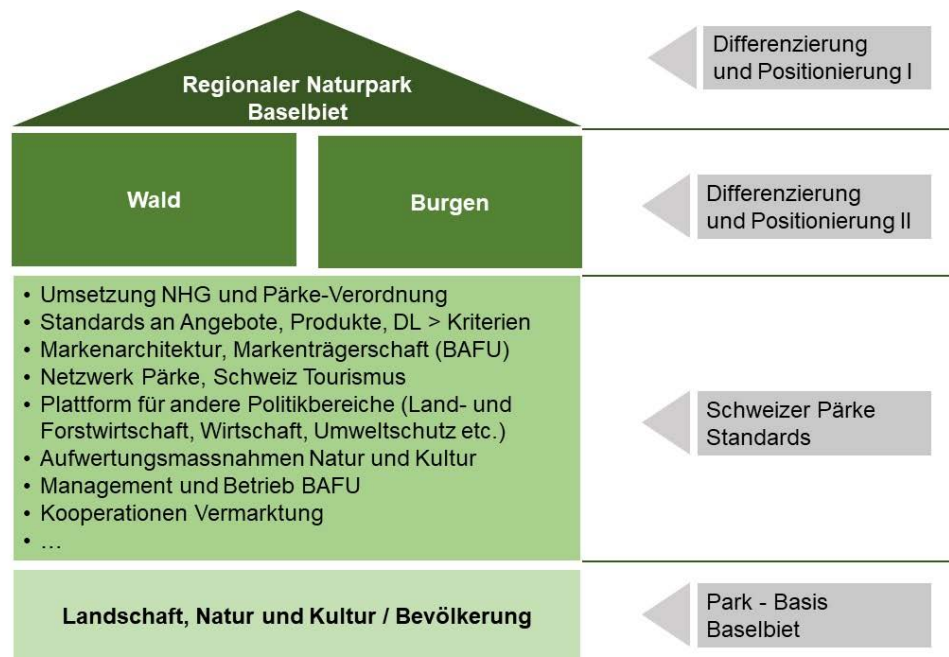 Regionaler Naturpark
Baselbiet
Differenzierung
und Positionierung I
Wald
Burgen
Differenzierung
und Positionierung II
• Umsetzung NHG und Pärke-Verordnung
• Standards an Angebote, Produkte, DL > Kriterien
• Markenarchitektur, Markenträgerschaft (BAFU)
• Netzwerk Pärke, Schweiz Tourismus
• Plattform für andere Politikbereiche (Land- und
Forstwirtschaft, Wirtschaft, Umweltschutz etc.)
• Aufwertungsmassnahmen Natur und Kultur
• Management und Betrieb BAFU
• Kooperationen Vermarktung
• …
Schweizer Pärke
Standards
Landschaft, Natur und Kultur / Bevölkerung
Park - Basis
Baselbiet